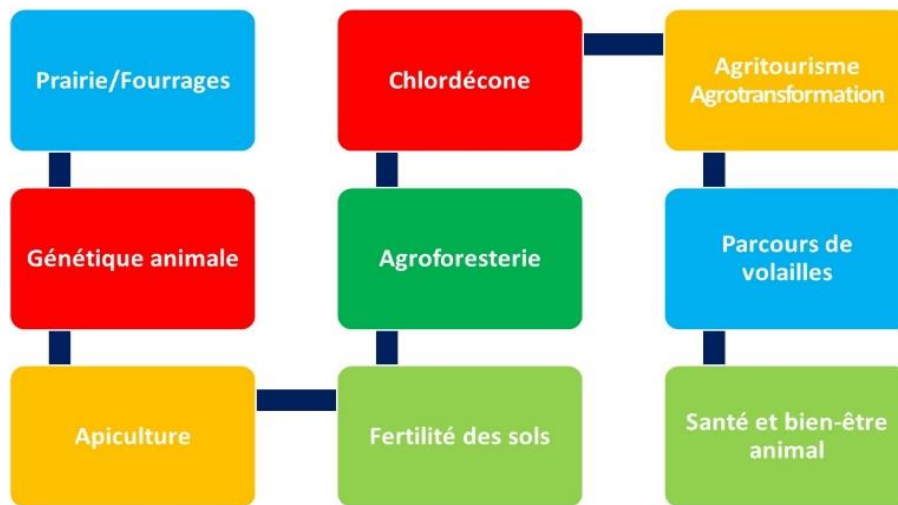 Prairie/Fourrages
Génétique animale
Apiculture
Fertilité des sols
Agroforesterie
Chlordécone
Agritourisme
Agrotransformation
Parcours de
volailles
Santé et bien-être
animal